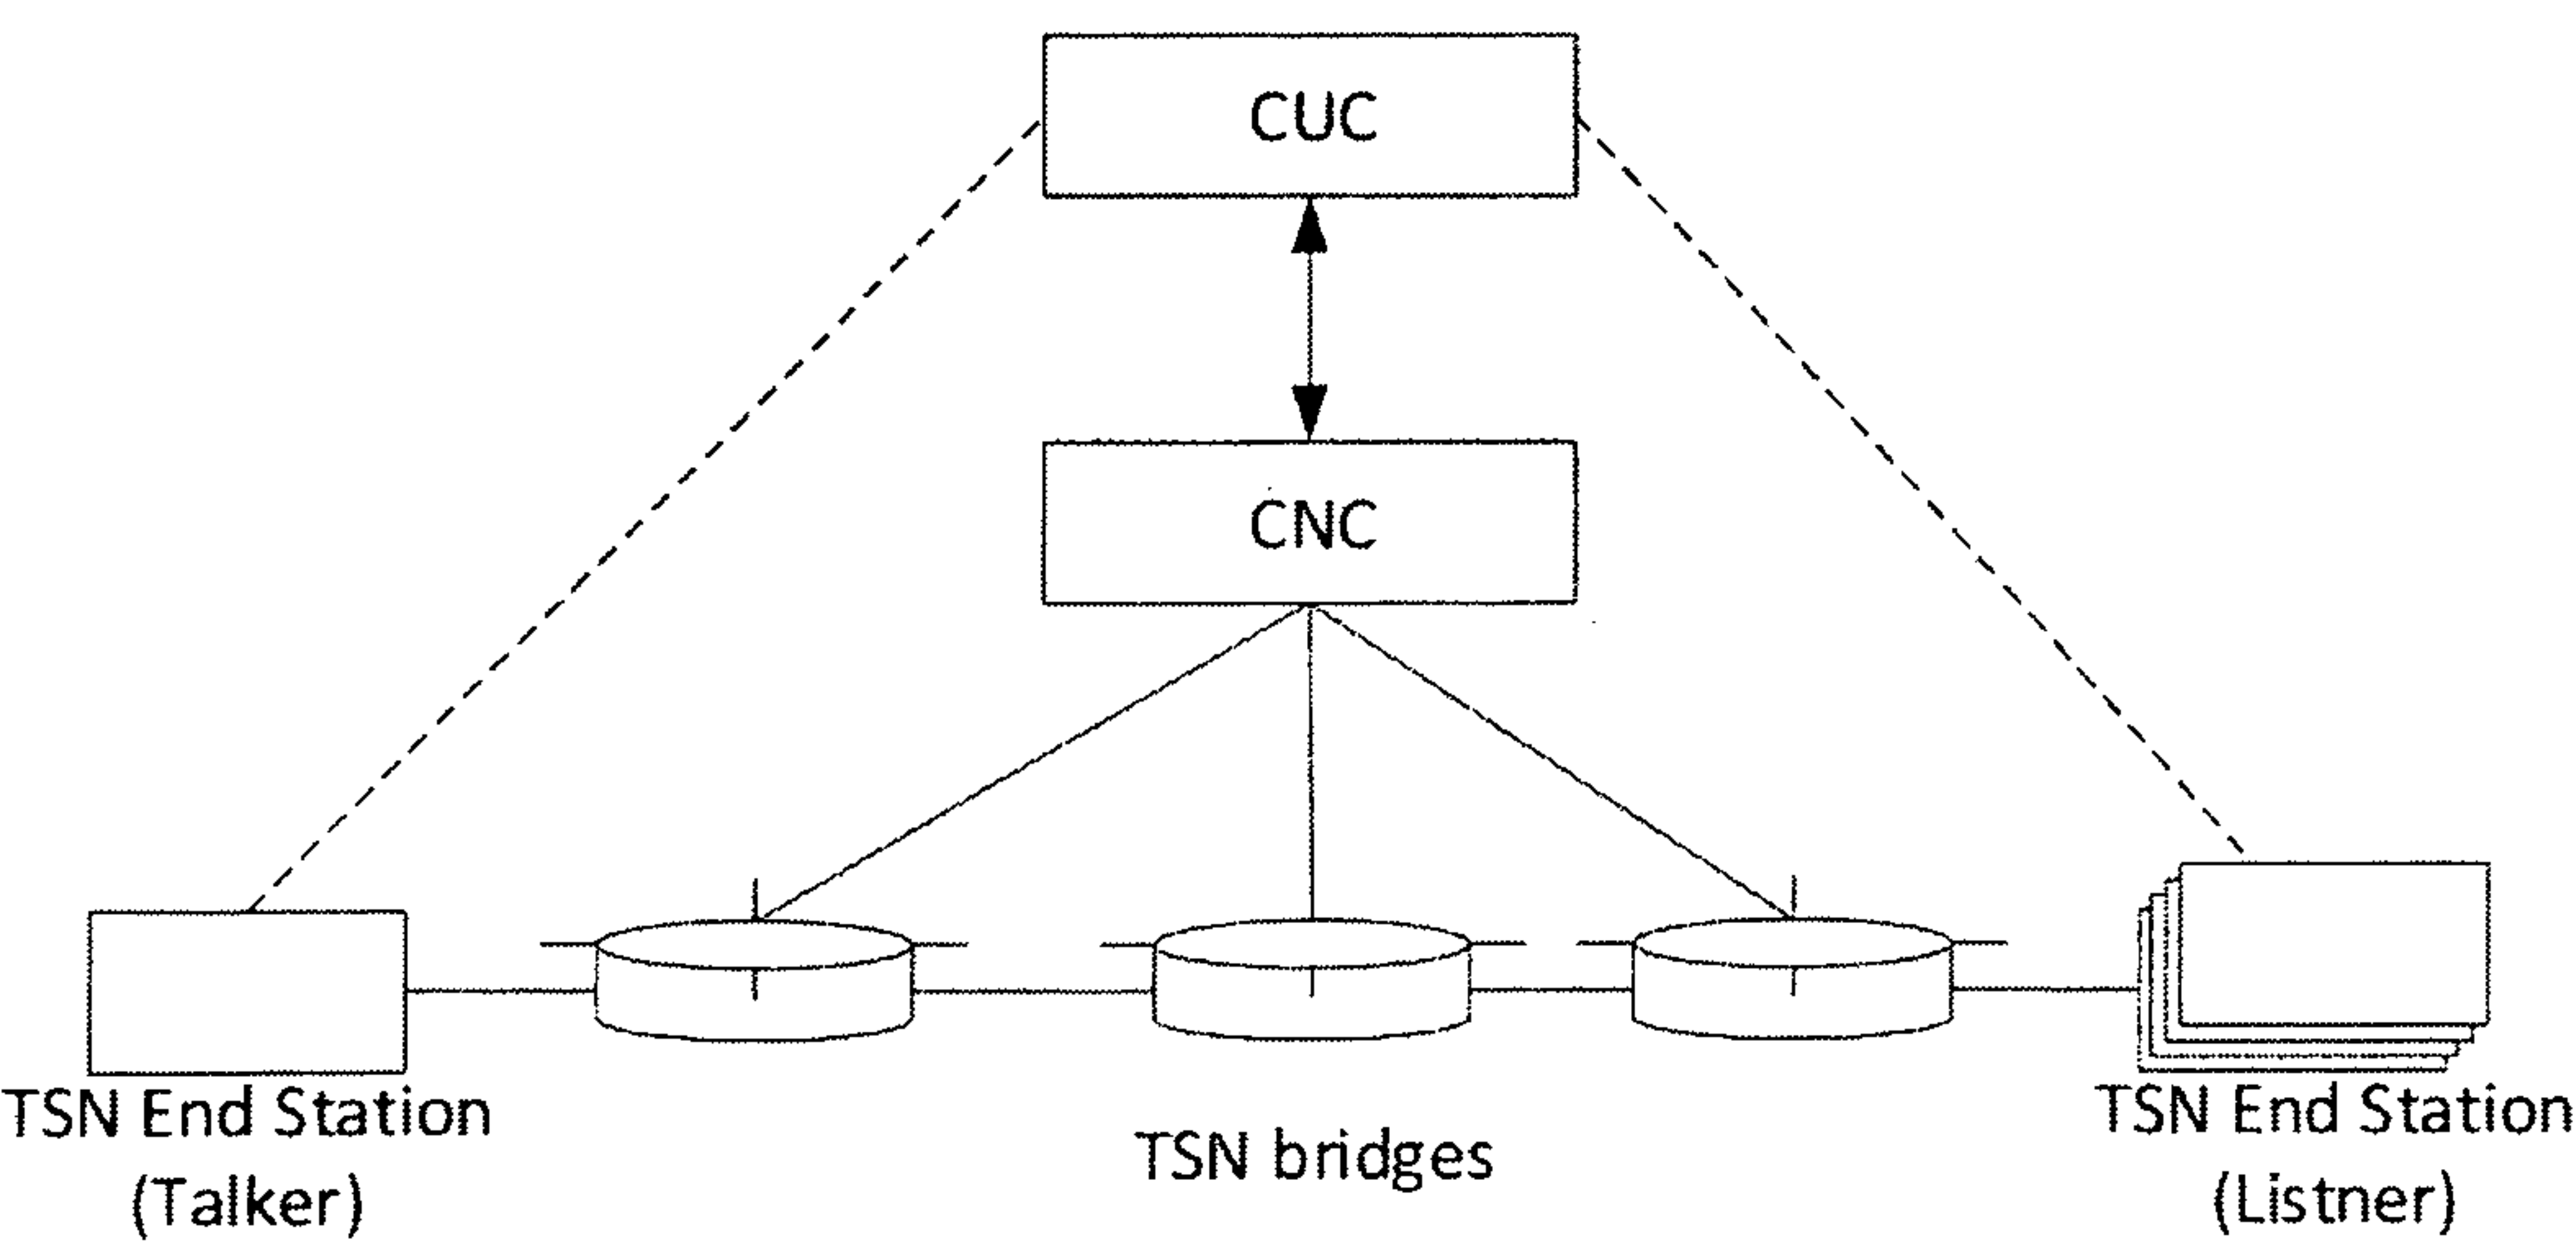 CUC
CNC
TSN End Station
(Talker)
TSN bridges
TSN End Station
(Listner)